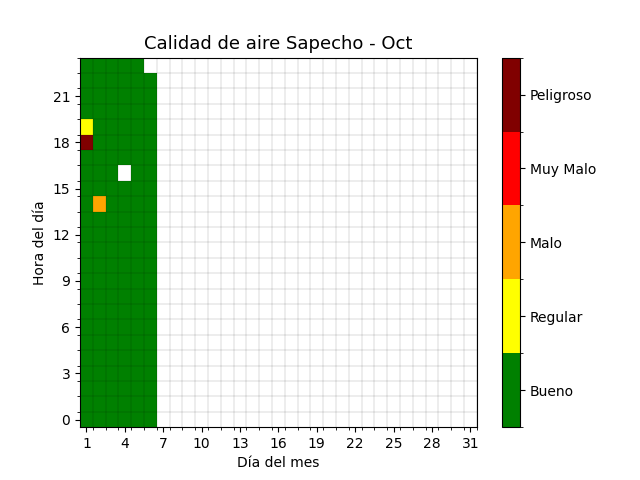 Calidad de aire Sapecho - Oct
Hora del día
21
18
15
12
9
6
3
0
1 4 7 10 13 16 19 22 25 28 31
Día del mes
Peligroso
Muy Malo
Malo
Regular
Bueno